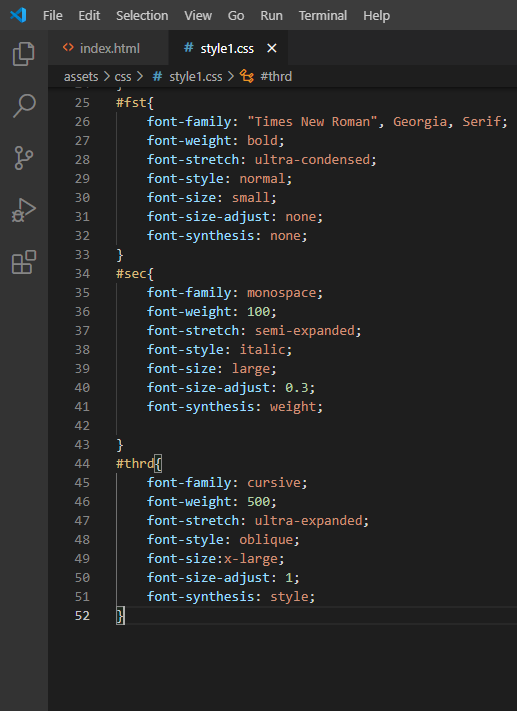 File Edit Selection View Go Run Terminal Help
<> index.html # style1.css ×
assets > css > # style1.css > #thrd
25 #fst{
26 font-family: "Times New Roman", Georgia, Serif;
27 font-weight: bold;
28 font-stretch: ultra-condensed;
29 font-style: normal;
30 font-size: small;
31 font-size-adjust: none;
32 font-synthesis: none;
33 }
34 #sec{
35 font-family: monospace;
36 font-weight: 100;
37 font-stretch: semi-expanded;
38 font-style: italic;
39 font-size: large;
40 font-size-adjust: 0.3;
41 font-synthesis: weight;
42
43 }
44 #thrd{
45 font-family: cursive;
46 font-weight: 500;
47 font-stretch: ultra-expanded;
48 font-style: oblique;
49 font-size:x-large;
50 font-size-adjust: 1;
51 font-synthesis: style;
52 }